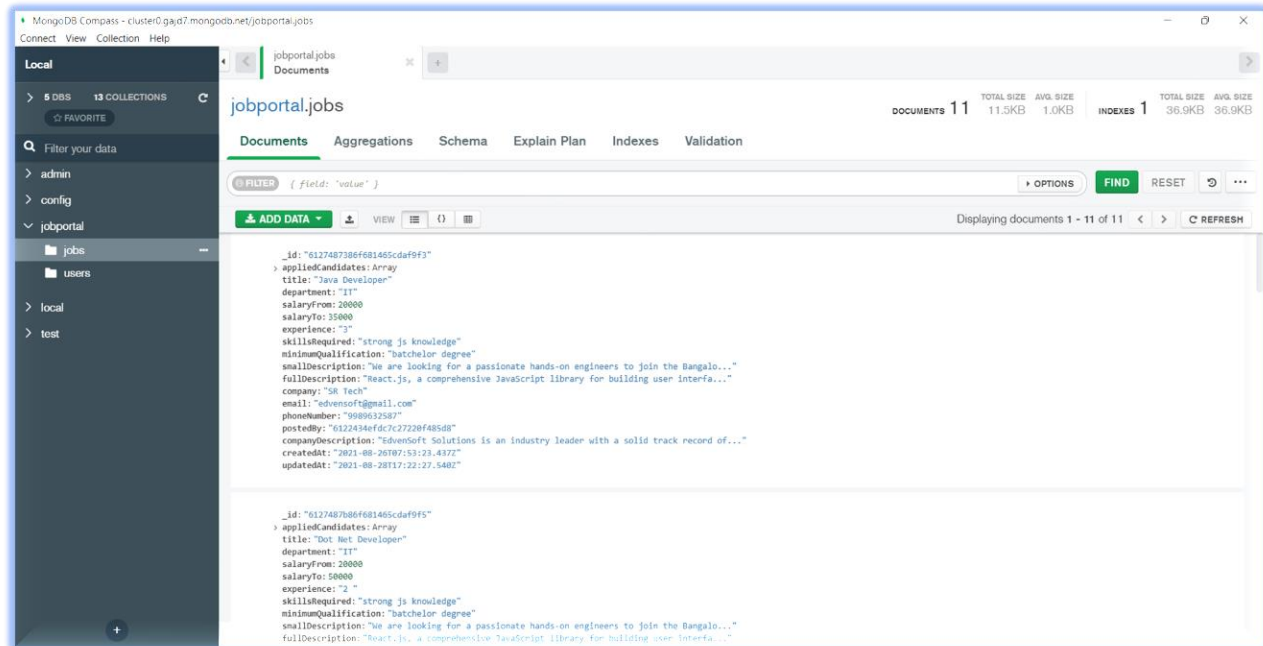 MongoDB Compass - cluster0.gajd7.mongodb.net/jobportal.jobs
Connect View Collection Help
Local
5 DBS 13 COLLECTIONS
FAVORITE
Filter your data
admin
config
jobportal
jobs
users
local
test
jobportal.jobs
Documents
jobportal.jobs
DOCUMENTS 11 TOTAL SIZE 11.5KB AVG. SIZE 1.0KB INDEXES 1 TOTAL SIZE 36.9KB AVG. SIZE 36.9KB
Documents Aggregations Schema Explain Plan Indexes Validation
FILTER { field: 'value' } OPTIONS FIND RESET ...
ADD DATA VIEW {} Displaying documents 1 - 11 of 11 < > REFRESH
_id: "6127487386f681465cdaf9f3"
> appliedCandidates: Array
title: "Java Developer"
department: "IT"
salaryFrom: 20000
salaryTo: 35000
experience: "3"
skillsRequired: "strong js knowledge"
minimumQualification: "batchelor degree"
smallDescription: "We are looking for a passionate hands-on engineers to join the Bangalo..."
fullDescription: "React.js, a comprehensive JavaScript library for building user interfa..."
company: "SR Tech"
email: "edvensoft@gmail.com"
phoneNumber: "9989632587"
postedBy: "6122434efdc7c27220f485d8"
companyDescription: "EdvenSoft Solutions is an industry leader with a solid track record of..."
createdAt: "2021-08-26T07:53:23.437Z"
updatedAt: "2021-08-28T17:22:27.540Z"
_id: "6127487b86f681465cdaf9f5"
> appliedCandidates: Array
title: "Dot Net Developer"
department: "IT"
salaryFrom: 20000
salaryTo: 50000
experience: "2 "
skillsRequired: "strong js knowledge"
minimumQualification: "batchelor degree"
smallDescription: "We are looking for a passionate hands-on engineers to join the Bangalo..."
fullDescription: "React.js, a comprehensive JavaScript library for building user interfa..."